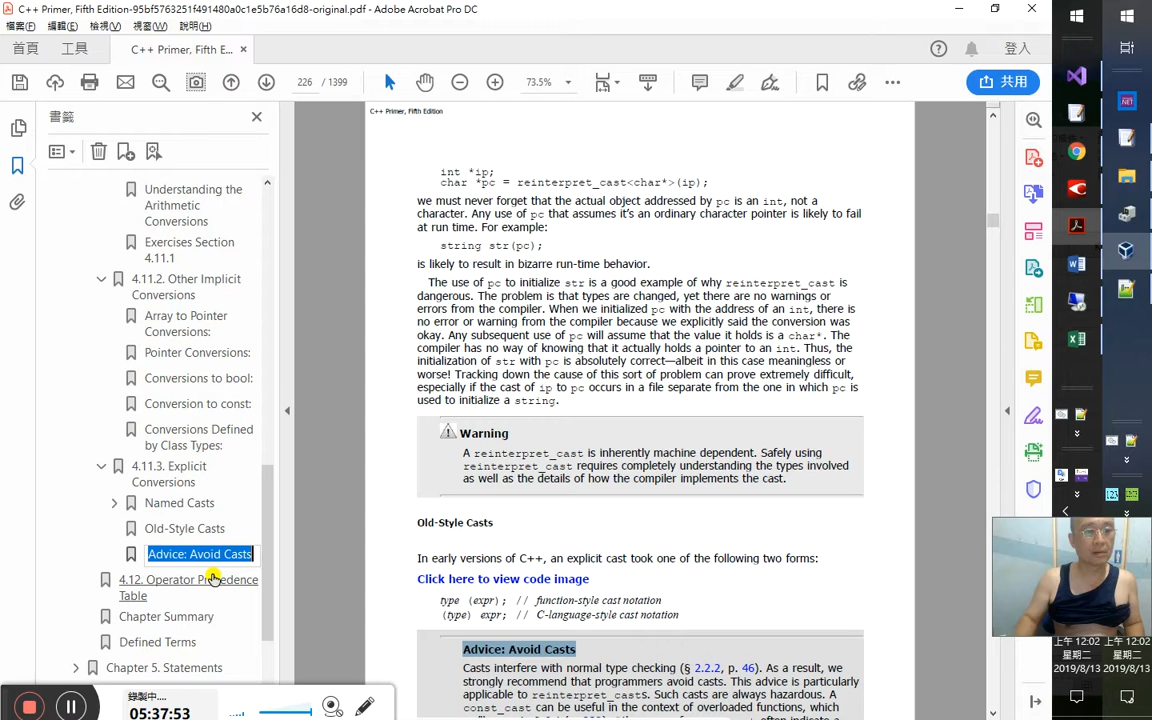 C++ Primer, Fifth Edition-95bf5763251f491880a0c1e5b76a16d8-original.pdf - Adobe Acrobat Pro DC
檔案(F) 編輯(E) 檢視(V) 視窗(W) 說明(H)
首頁 工具 C++ Primer, Fifth E... × 登入
226 / 1399 73.5% 共用
書籤
Understanding the
Arithmetic
Conversions
Exercises Section
4.11.1
4.11.2. Other Implicit
Conversions
Array to Pointer
Conversions:
Pointer Conversions:
Conversions to bool:
Conversion to const:
Conversions Defined
by Class Types:
4.11.3. Explicit
Conversions
Named Casts
Old-Style Casts
Advice: Avoid Casts
4.12. Operator Precedence
Table
Chapter Summary
Defined Terms
Chapter 5. Statements
C++ Primer, Fifth Edition
int *ip;
char *pc = reinterpret_cast<char*>(ip);
we must never forget that the actual object addressed by pc is an int, not a
character. Any use of pc that assumes it's an ordinary character pointer is likely to fail
at run time. For example:
string str(pc);
is likely to result in bizarre run-time behavior.
The use of pc to initialize str is a good example of why reinterpret_cast is
dangerous. The problem is that types are changed, yet there are no warnings or
errors from the compiler. When we initialized pc with the address of an int, there is
no error or warning from the compiler because we explicitly said the conversion was
okay. Any subsequent use of pc will assume that the value it holds is a char*. The
compiler has no way of knowing that it actually holds a pointer to an int. Thus, the
initialization of str with pc is absolutely correct—albeit in this case meaningless or
worse! Tracking down the cause of this sort of problem can prove extremely difficult,
especially if the cast of ip to pc occurs in a file separate from the one in which pc is
used to initialize a string.
Warning
A reinterpret_cast is inherently machine dependent. Safely using
reinterpret_cast requires completely understanding the types involved
as well as the details of how the compiler implements the cast.
Old-Style Casts
In early versions of C++, an explicit cast took one of the following two forms:
Click here to view code image
type (expr); // function-style cast notation
(type) expr; // C-language-style cast notation
Advice: Avoid Casts
Casts interfere with normal type checking (§ 2.2.2, p. 46). As a result, we
strongly recommend that programmers avoid casts. This advice is particularly
applicable to reinterpret_casts. Such casts are always hazardous. A
const_cast can be useful in the context of overloaded functions, which
錄製中...
05:37:53
上午 12:02 上午 12:02
星期二 星期二
2019/8/13 2019/8/13